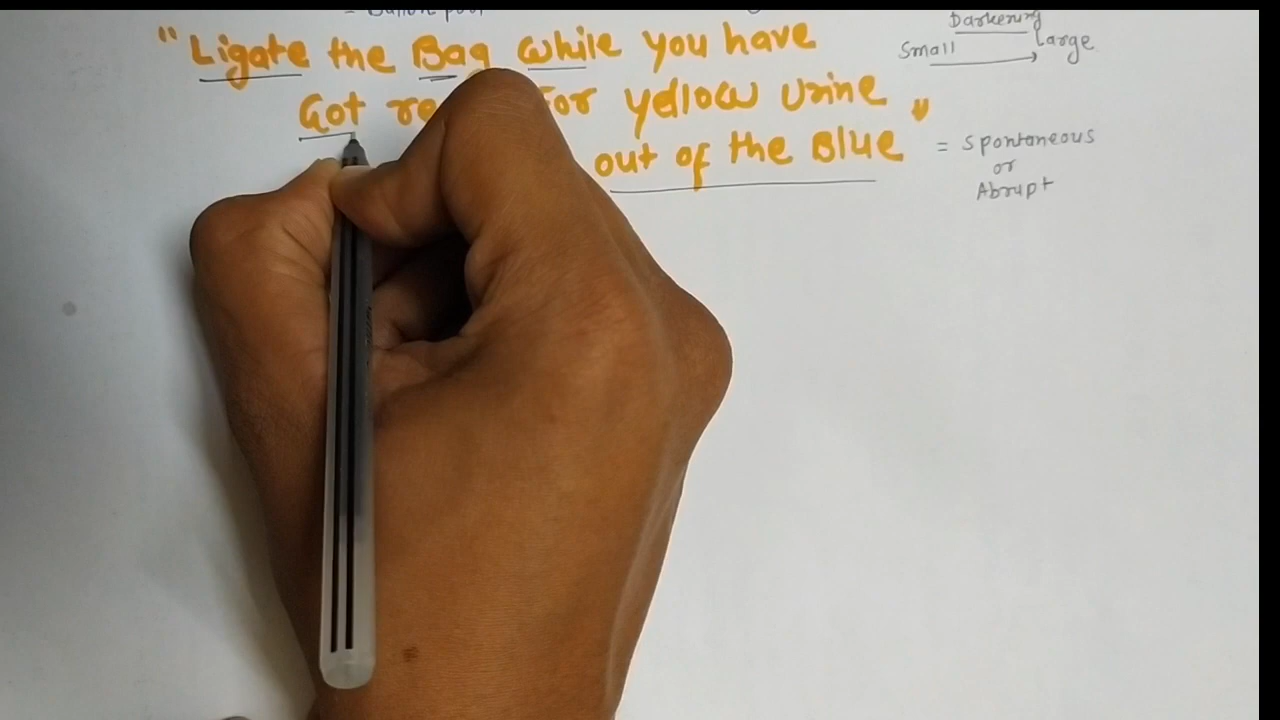 "Ligate the Bag while you have
Got for yellow urine "
out of the Blue
Darkening
Small large
= Spontaneous
or
Abrupt